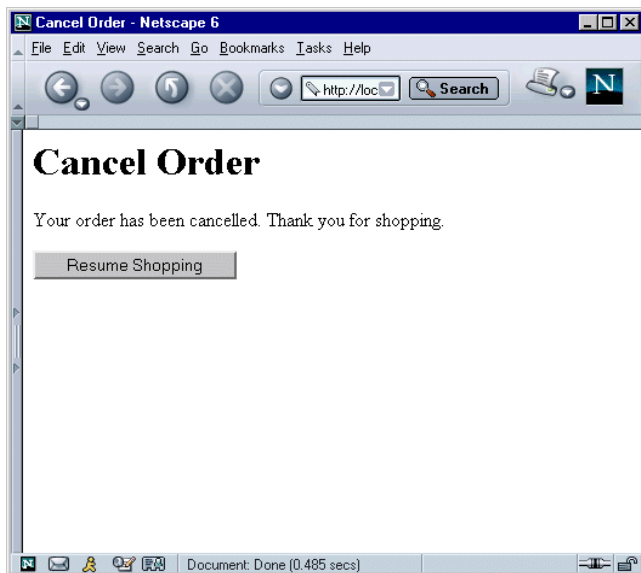 Cancel Order - Netscape 6
File Edit View Search Go Bookmarks Tasks Help
http://loc Search N
Cancel Order
Your order has been cancelled. Thank you for shopping.
Resume Shopping
Document: Done (0.485 secs)